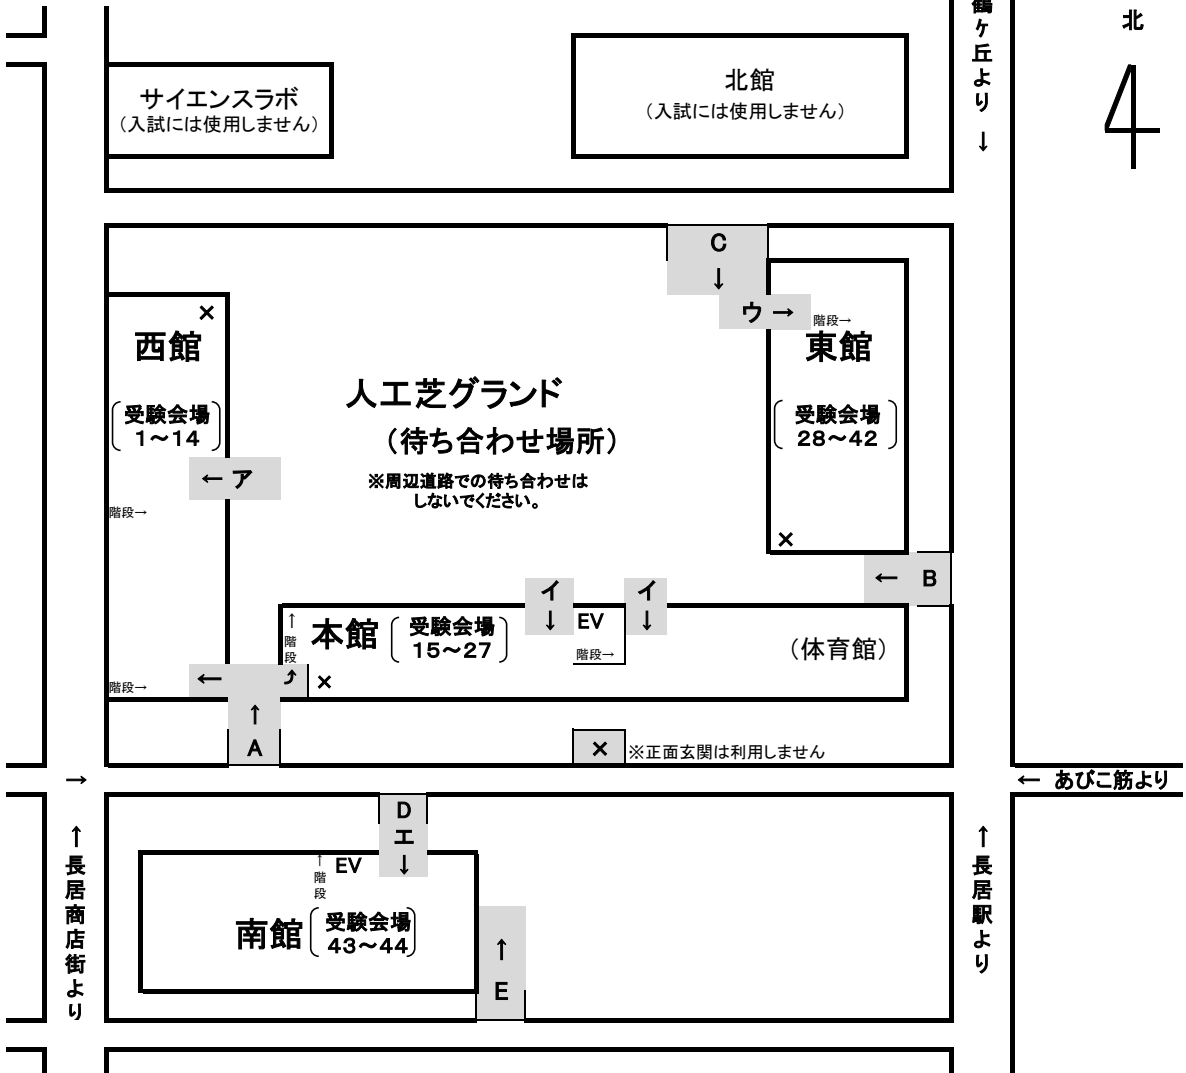 鶴ヶ丘より ↓
北
サイエンスラボ
（入試には使用しません）
北館
（入試には使用しません）
C
↓
ウ →
階段→
東館
受験会場
28～42
×
×
西館
受験会場
1～14
← ア
階段→
階段→
人工芝グランド
（待ち合わせ場所）
※周辺道路での待ち合わせは
しないでください。
← B
イ
↓
イ
↓
EV
階段→
↑階段
本館
受験会場
15～27
（体育館）
←
⤴
×
↑
A
×
※正面玄関は利用しません
→
← あびこ筋より
↑長居商店街より
↑長居駅より
D
エ
↓
↑階段
EV
南館
受験会場
43～44
↑
E